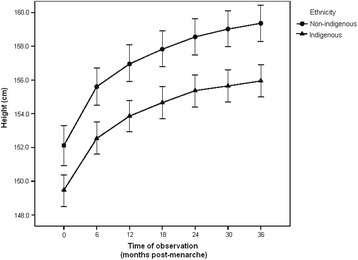 Ethnicity
Non-indigenous
Indigenous
Height (cm)
160.0
158.0
156.0
154.0
152.0
150.0
148.0
0 6 12 18 24 30 36
Time of observation
(months post-menarche)